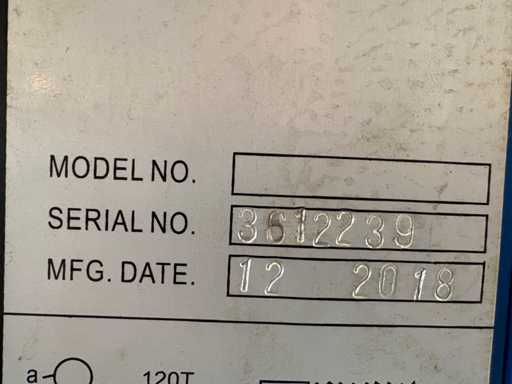 MODEL NO.
SERIAL NO. 3612239
MFG. DATE. 12 2018
a 120T